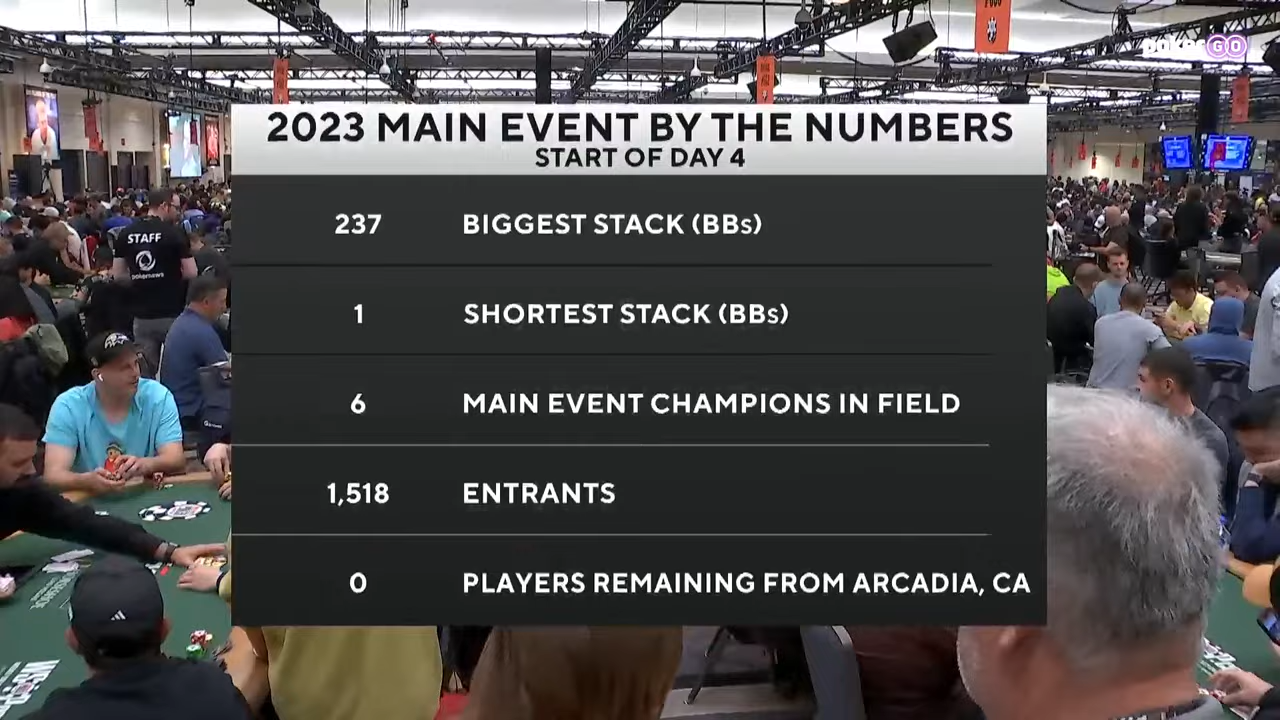 pokerGO
2023 MAIN EVENT BY THE NUMBERS
START OF DAY 4
237 BIGGEST STACK (BBs)
1 SHORTEST STACK (BBs)
6 MAIN EVENT CHAMPIONS IN FIELD
1,518 ENTRANTS
0 PLAYERS REMAINING FROM ARCADIA, CA
STAFF
pokernews